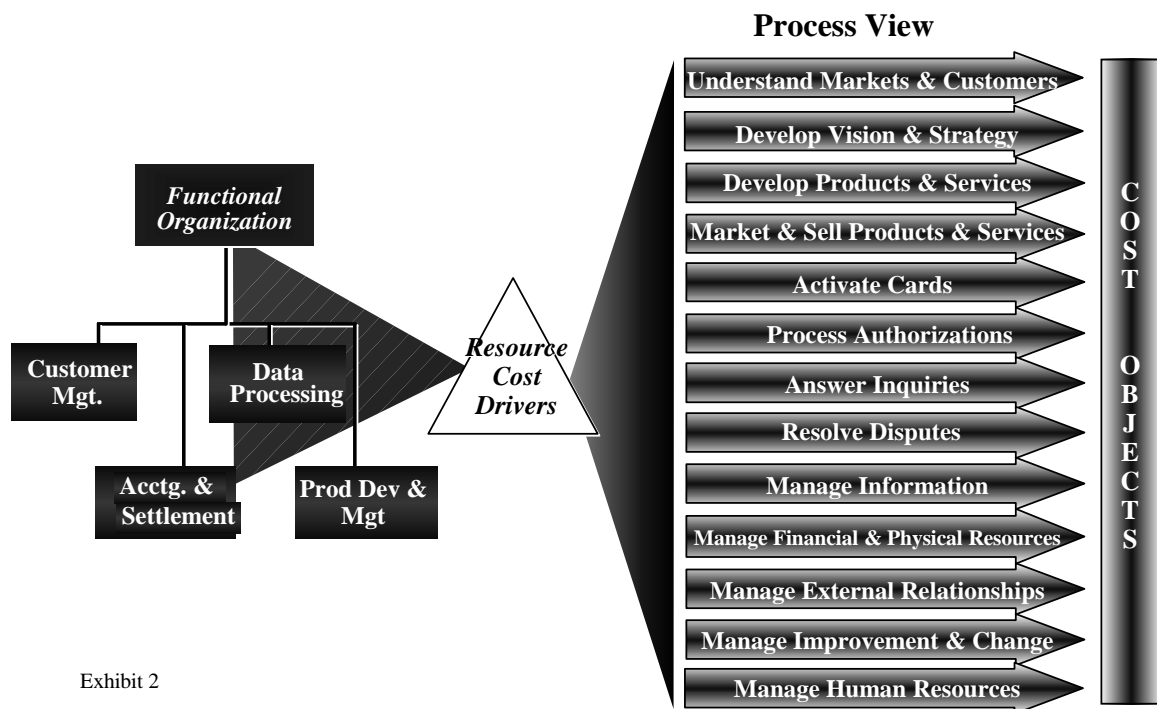 Process View
Functional
Organization
Customer
Mgt.
Data
Processing
Acctg. &
Settlement
Prod Dev &
Mgt
Resource
Cost
Drivers
Understand Markets & Customers
Develop Vision & Strategy
Develop Products & Services
Market & Sell Products & Services
Activate Cards
Process Authorizations
Answer Inquiries
Resolve Disputes
Manage Information
Manage Financial & Physical Resources
Manage External Relationships
Manage Improvement & Change
Manage Human Resources
COST OBJECTS
Exhibit 2